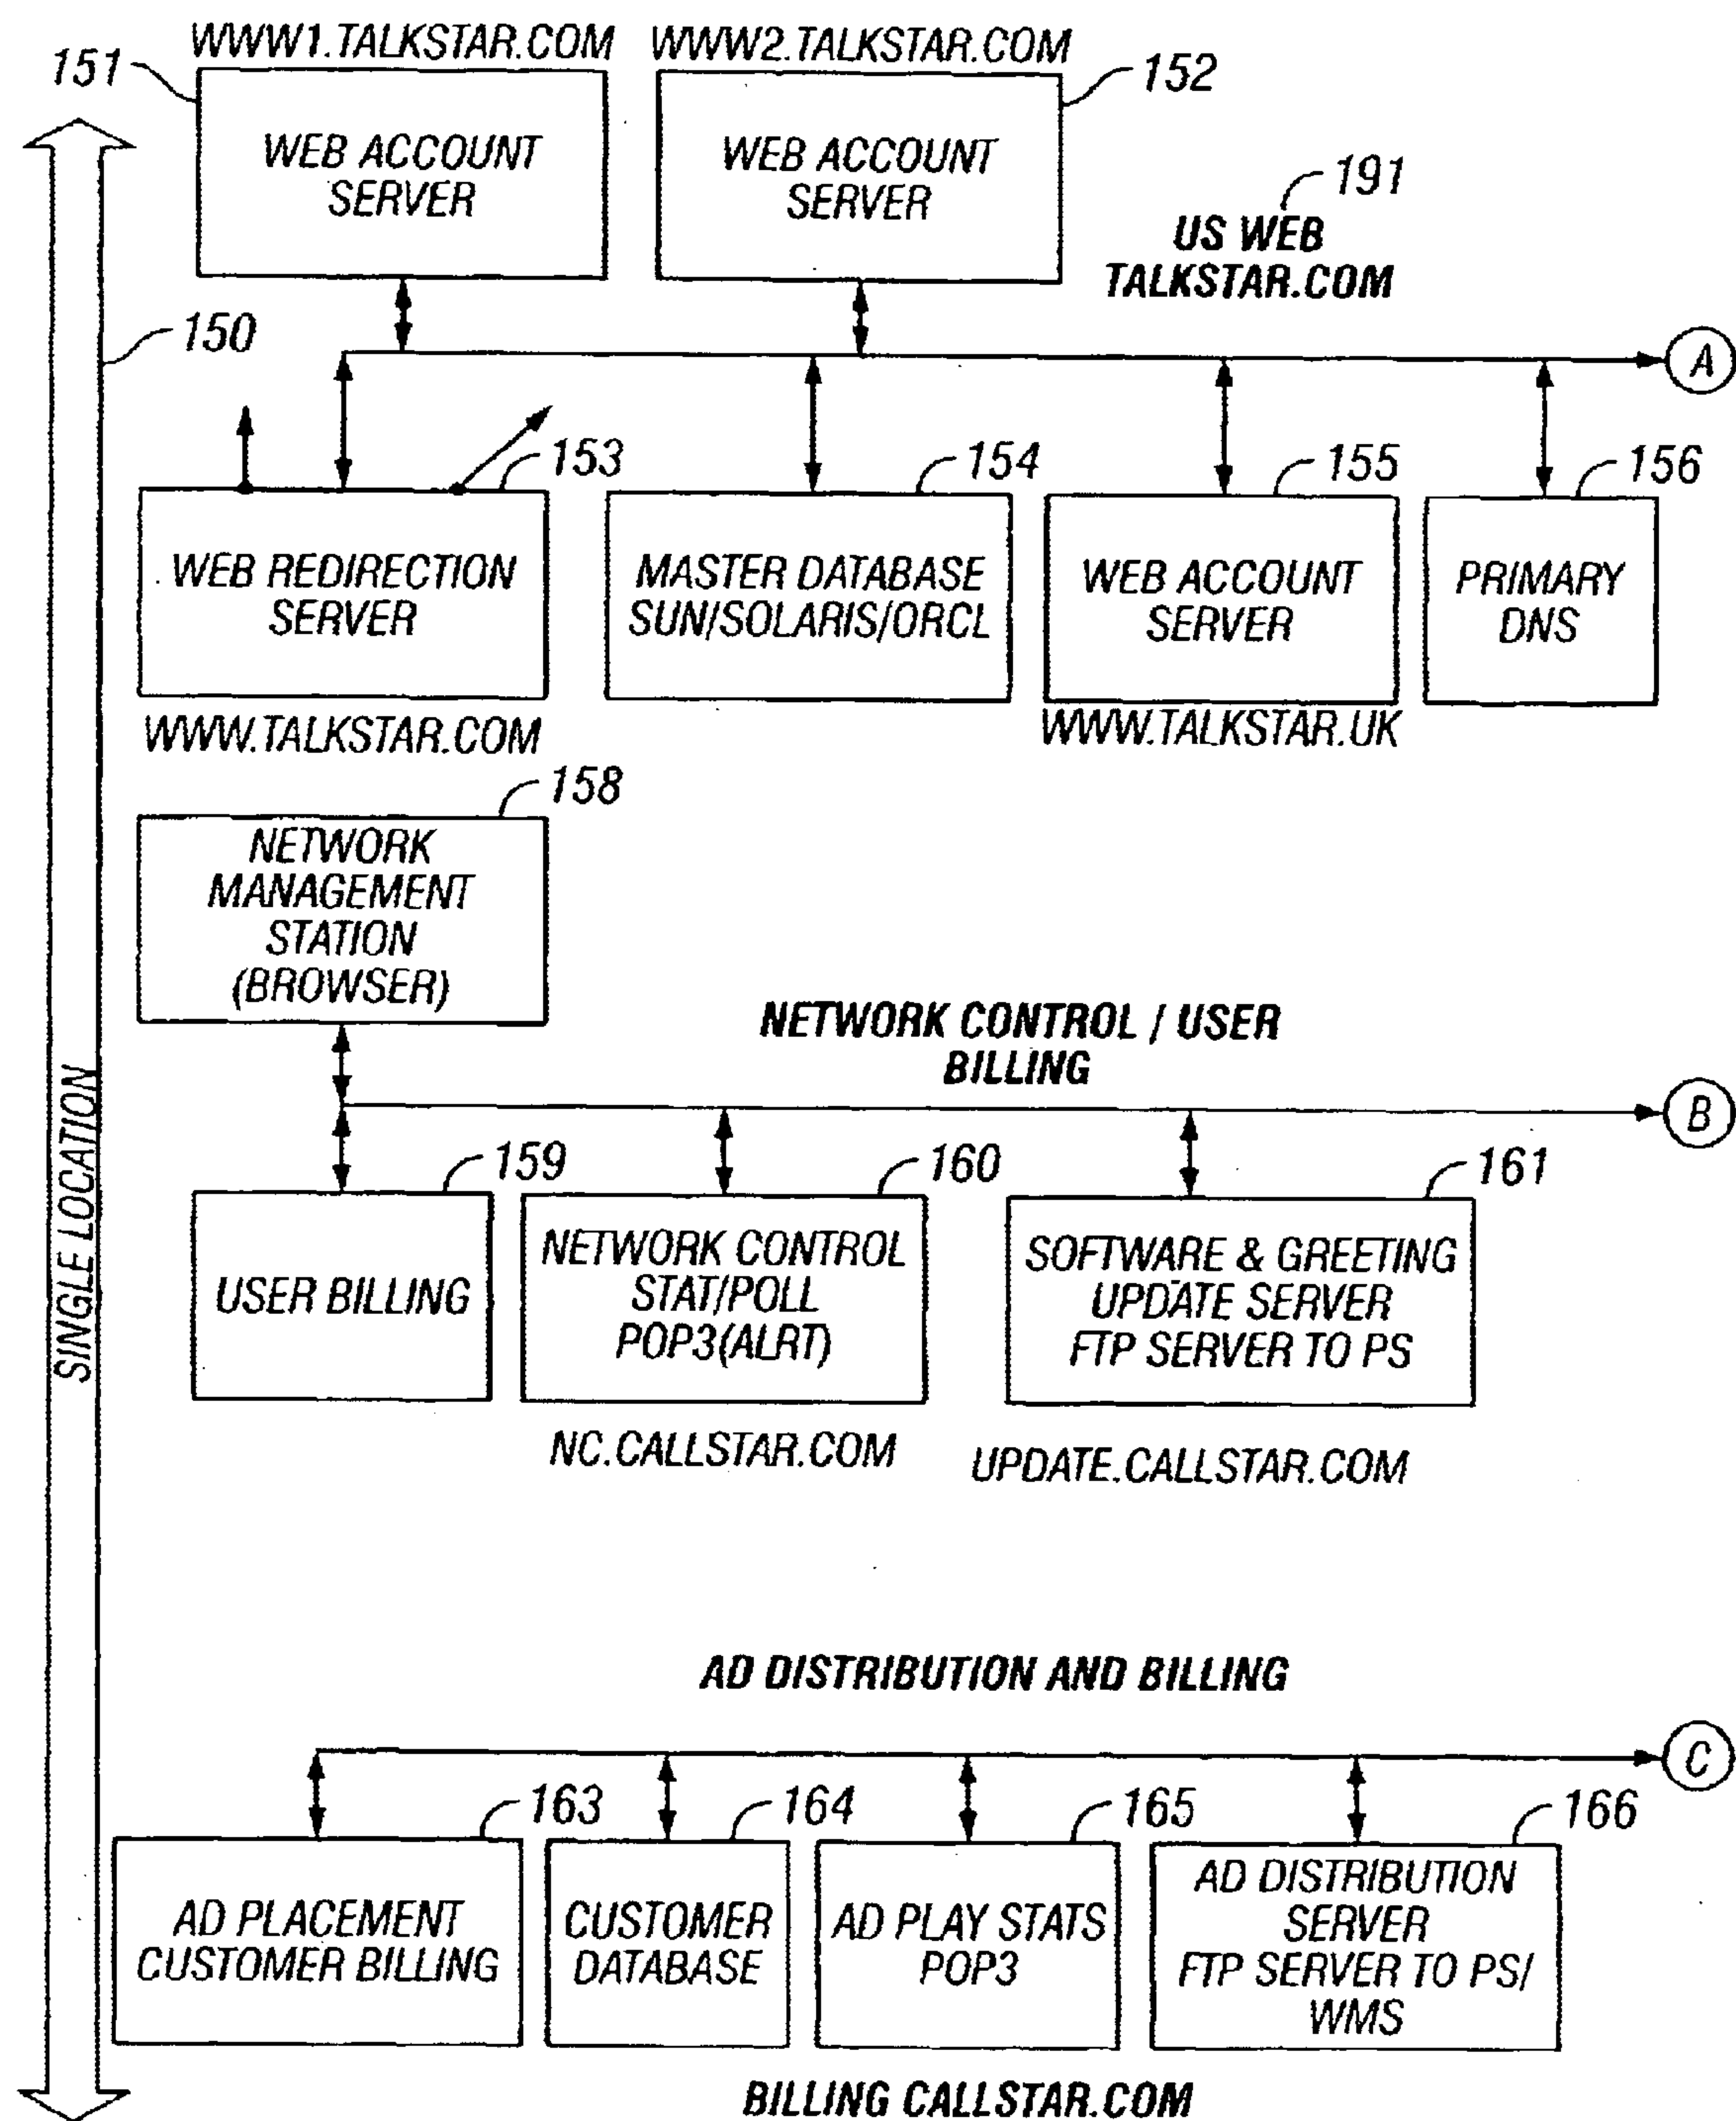 WWW1.TALKSTAR.COM
WWW2.TALKSTAR.COM
151
152
WEB ACCOUNT
SERVER
WEB ACCOUNT
SERVER
191
US WEB
TALKSTAR.COM
150
A
153
154
155
156
WEB REDIRECTION
SERVER
MASTER DATABASE
SUN/SOLARIS/ORCL
WEB ACCOUNT
SERVER
PRIMARY
DNS
WWW.TALKSTAR.COM
WWW.TALKSTAR.UK
158
NETWORK
MANAGEMENT
STATION
(BROWSER)
NETWORK CONTROL / USER
BILLING
SINGLE LOCATION
B
159
160
161
USER BILLING
NETWORK CONTROL
STAT/POLL
POP3(ALRT)
SOFTWARE & GREETING
UPDATE SERVER
FTP SERVER TO PS
NC.CALLSTAR.COM
UPDATE.CALLSTAR.COM
AD DISTRIBUTION AND BILLING
C
163
164
165
166
AD PLACEMENT
CUSTOMER BILLING
CUSTOMER
DATABASE
AD PLAY STATS
POP3
AD DISTRIBUTION
SERVER
FTP SERVER TO PS/
WMS
BILLING CALLSTAR.COM